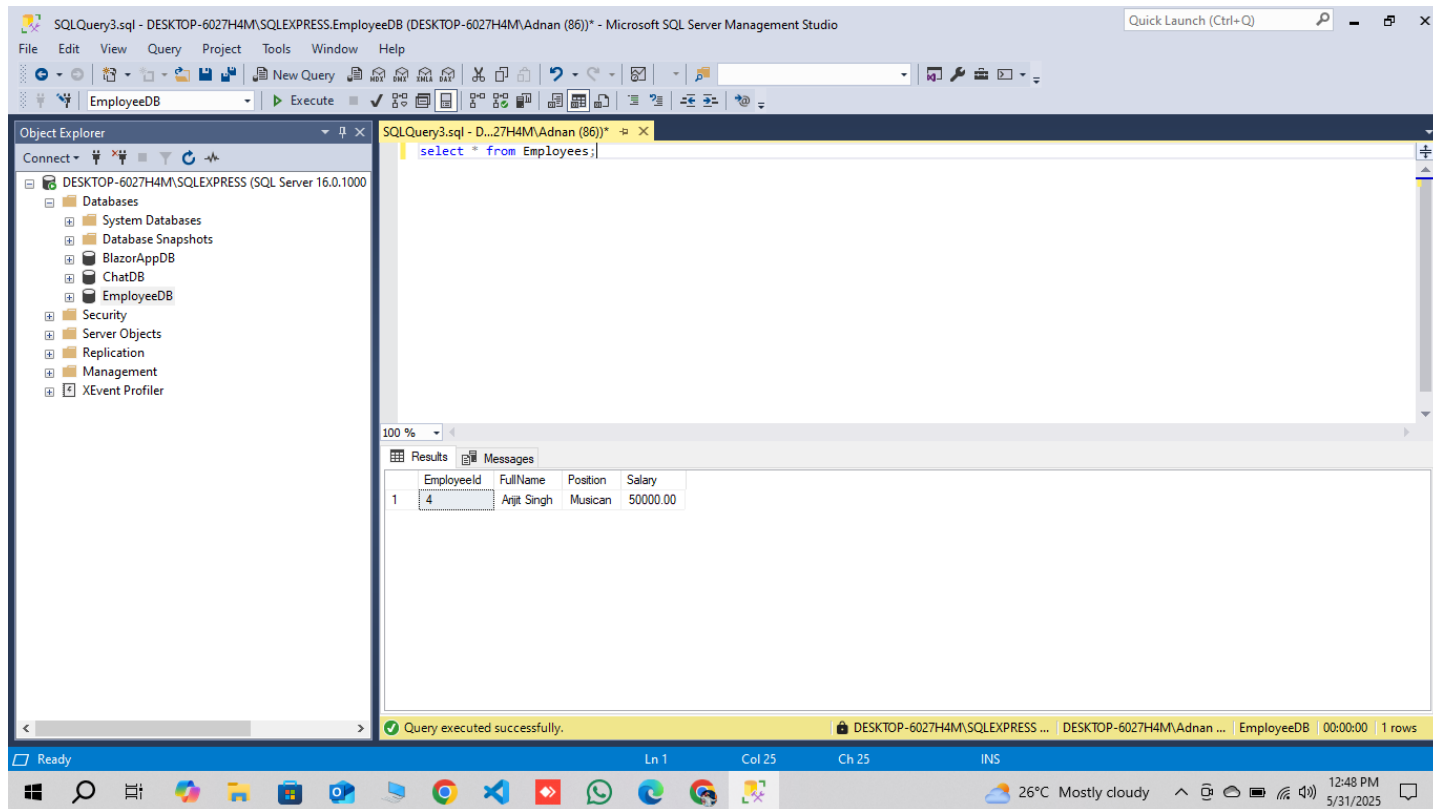 SQLQuery3.sql - DESKTOP-6027H4M\SQLEXPRESS.EmployeeDB (DESKTOP-6027H4M\Adnan (86))* - Microsoft SQL Server Management Studio
Quick Launch (Ctrl+Q)
File Edit View Query Project Tools Window Help
New Query MDX DMX XMLA DAX
EmployeeDB Execute
Object Explorer
SQLQuery3.sql - D...27H4M\Adnan (86))*
Connect
select * from Employees;
DESKTOP-6027H4M\SQLEXPRESS (SQL Server 16.0.1000
Databases
System Databases
Database Snapshots
BlazorAppDB
ChatDB
EmployeeDB
Security
Server Objects
Replication
Management
XEvent Profiler
100 %
Results Messages
EmployeeId FullName Position Salary
1 4 Arijit Singh Musican 50000.00
Query executed successfully.
DESKTOP-6027H4M\SQLEXPRESS ... DESKTOP-6027H4M\Adnan ... EmployeeDB 00:00:00 1 rows
Ready Ln 1 Col 25 Ch 25 INS
26°C Mostly cloudy
12:48 PM
5/31/2025